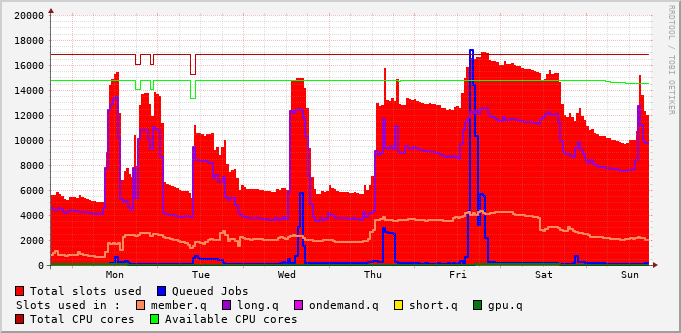 20000
18000
16000
14000
12000
10000
8000
6000
4000
2000
0
Mon Tue Wed Thu Fri Sat Sun
RRDTOOL / TOBI OETIKER
Total slots used Queued Jobs
Slots used in : member.q long.q ondemand.q short.q gpu.q
Total CPU cores Available CPU cores